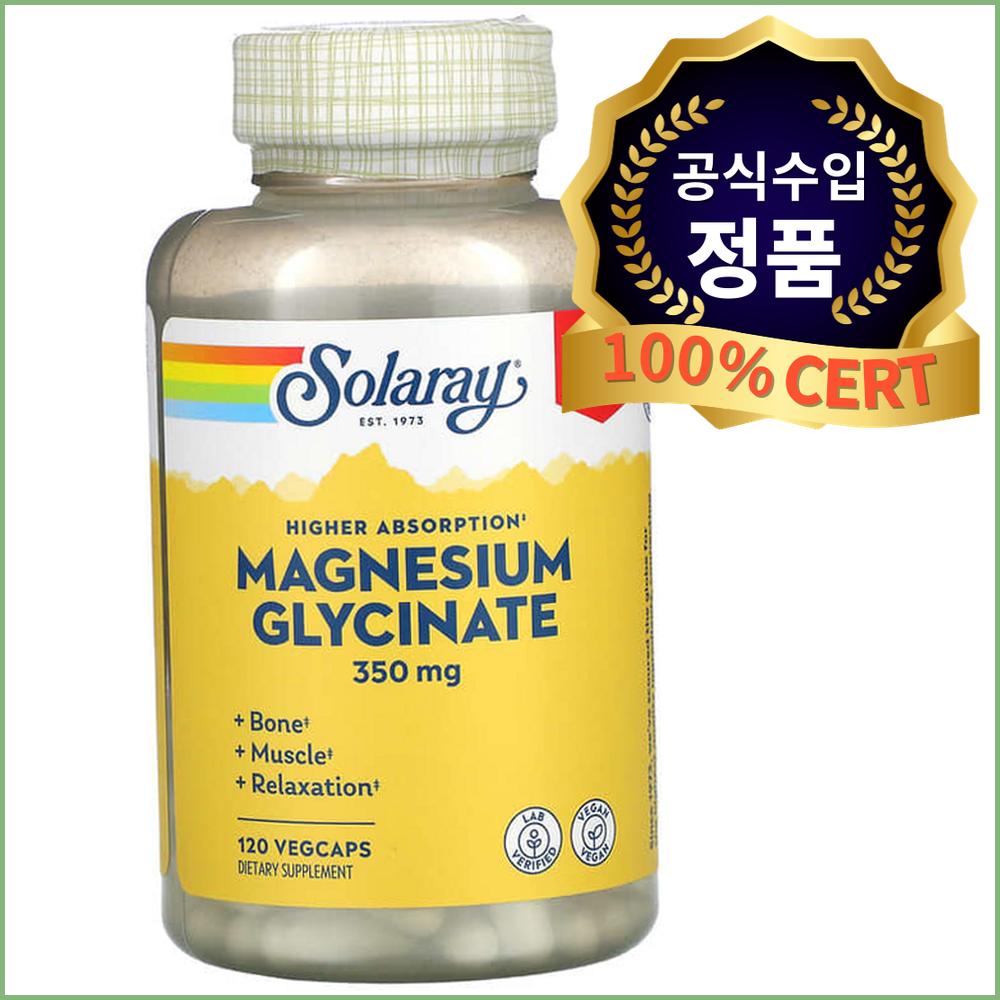 공식수입
정품
100% CERT
Solaray®
EST. 1973
HIGHER ABSORPTION‡
MAGNESIUM
GLYCINATE
350 mg
+ Bone‡
+ Muscle‡
+ Relaxation‡
120 VEGCAPS
DIETARY SUPPLEMENT
LAB
VERIFIED
VEGAN
VEGAN